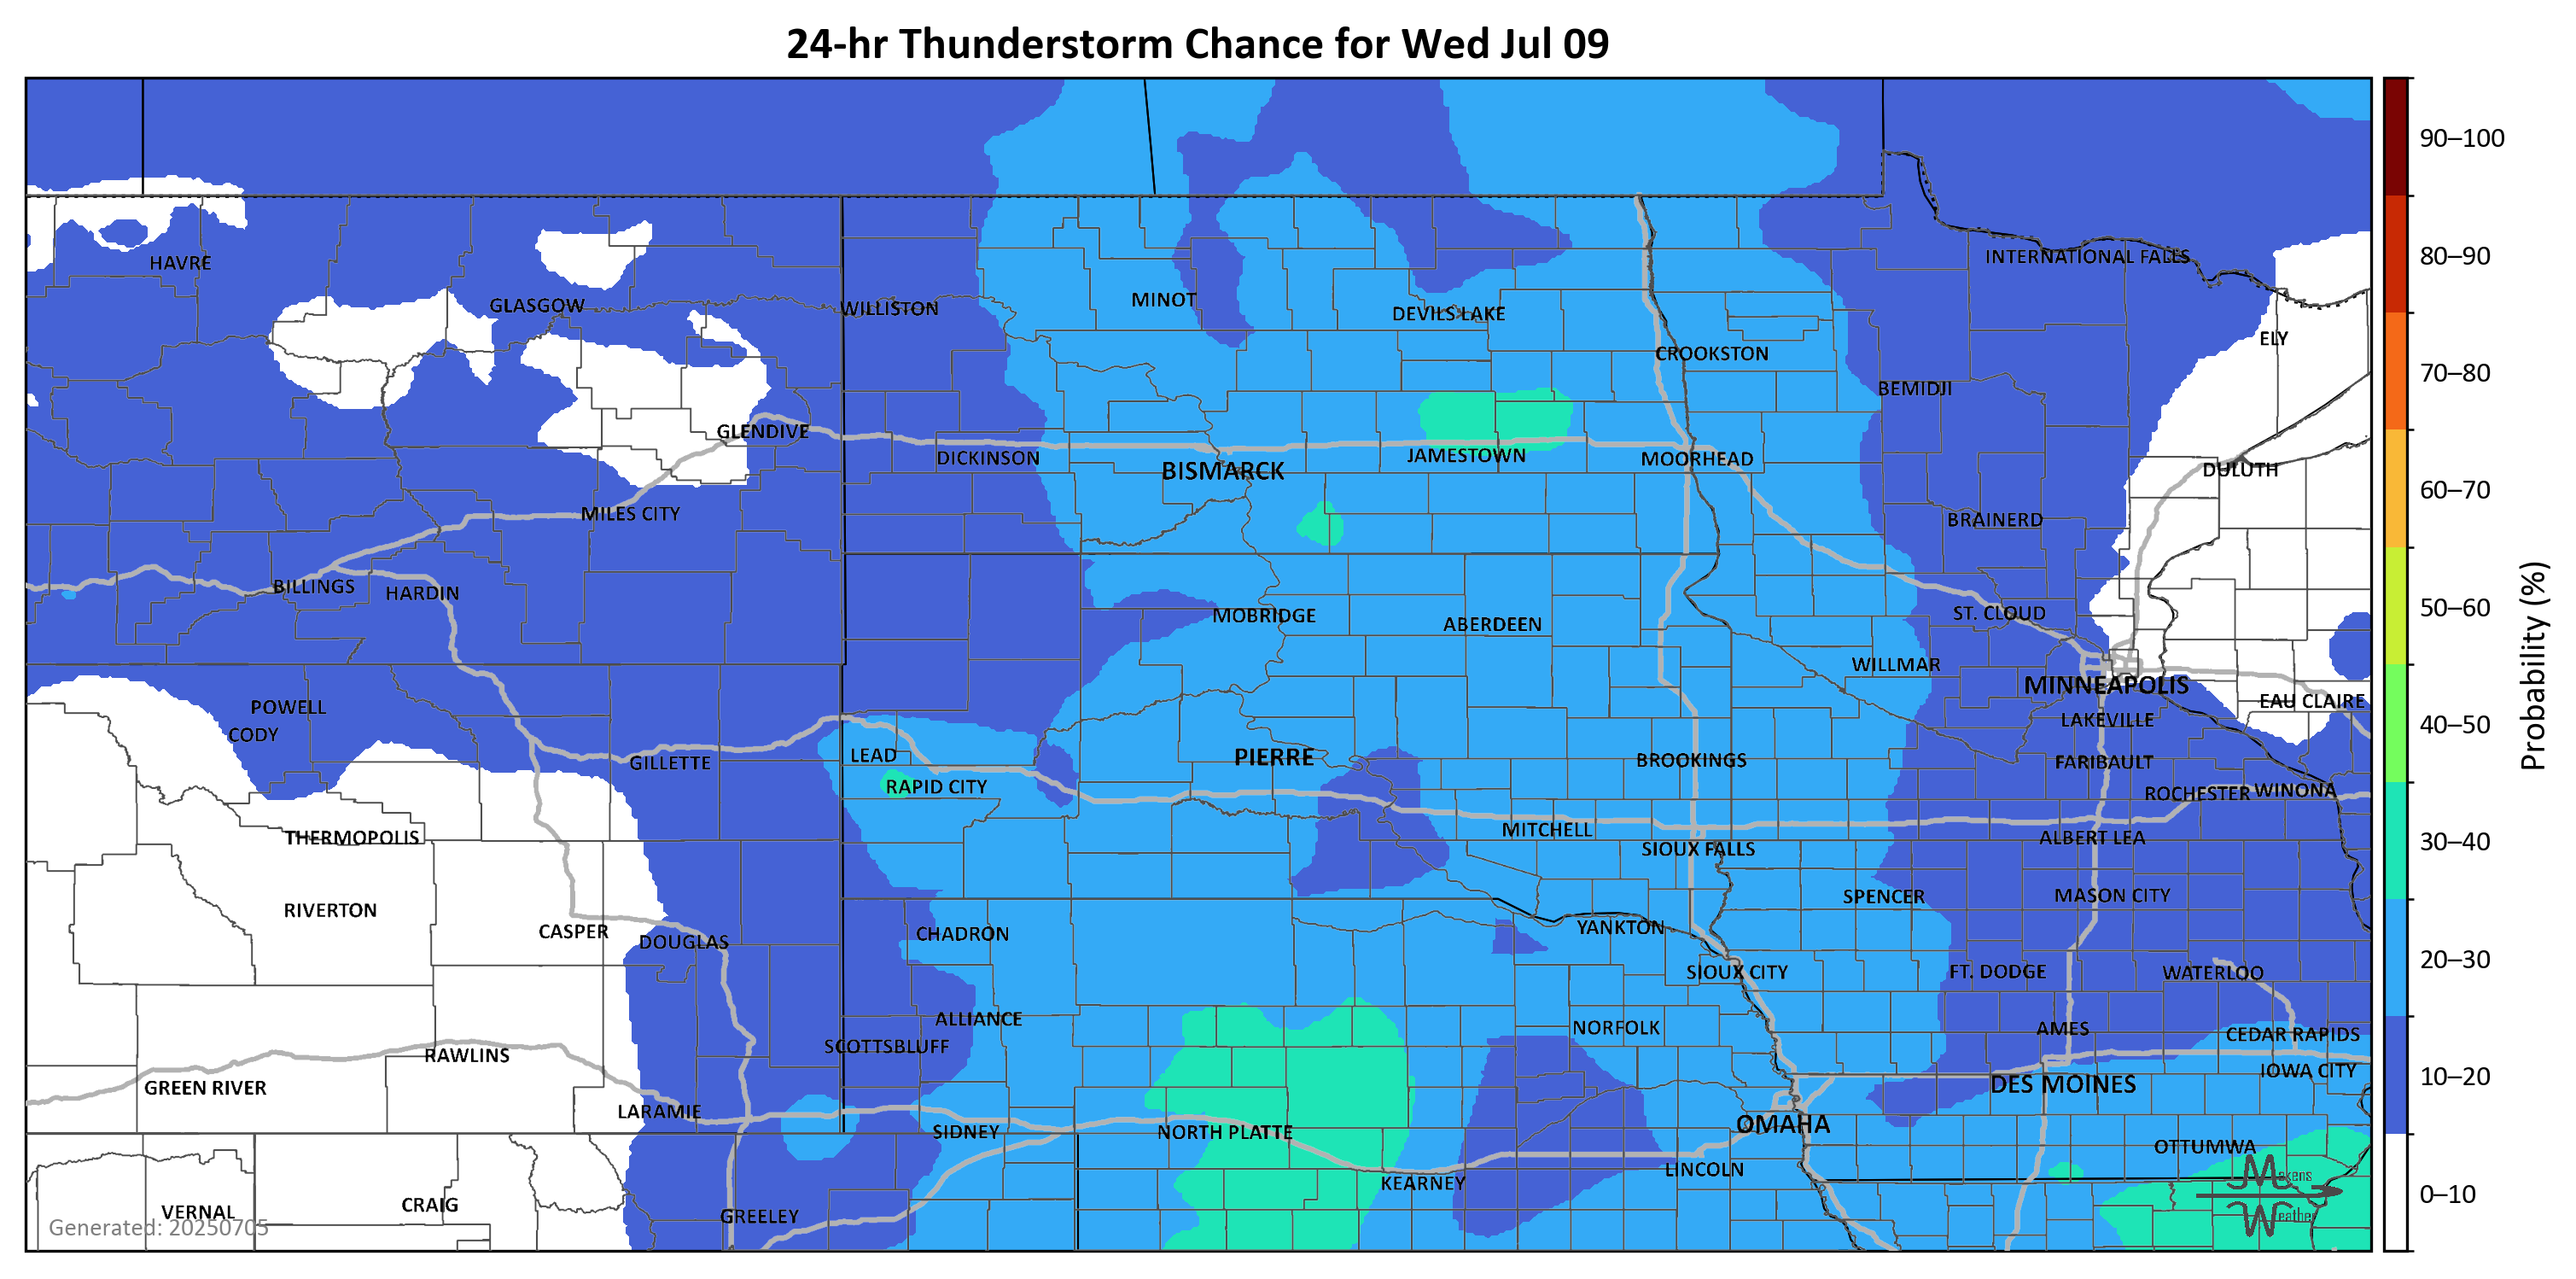 24-hr Thunderstorm Chance for Wed Jul 09
90–100
80–90
70–80
60–70
50–60
40–50
30–40
20–30
10–20
0–10
Probability (%)
HAVRE
INTERNATIONAL FALLS
GLASGOW
WILLISTON
MINOT
DEVILS LAKE
ELY
CROOKSTON
BEMIDJI
GLENDIVE
DICKINSON
BISMARCK
JAMESTOWN
MOORHEAD
DULUTH
MILES CITY
BRAINERD
BILLINGS
HARDIN
MOBRIDGE
ABERDEEN
ST. CLOUD
WILLMAR
MINNEAPOLIS
POWELL
EAU CLAIRE
CODY
LAKEVILLE
GILLETTE
LEAD
PIERRE
BROOKINGS
FARIBAULT
RAPID CITY
ROCHESTER
WINONA
THERMOPOLIS
MITCHELL
ALBERT LEA
SIOUX FALLS
RIVERTON
SPENCER
MASON CITY
CASPER
DOUGLAS
CHADRON
YANKTON
SIOUX CITY
FT. DODGE
WATERLOO
ALLIANCE
NORFOLK
AMES
CEDAR RAPIDS
SCOTTSBLUFF
RAWLINS
GREEN RIVER
DES MOINES
IOWA CITY
LARAMIE
SIDNEY
NORTH PLATTE
OMAHA
OTTUMWA
LINCOLN
KEARNEY
VERNAL
CRAIG
GREELEY
Makens
Weather
Generated: 20250705